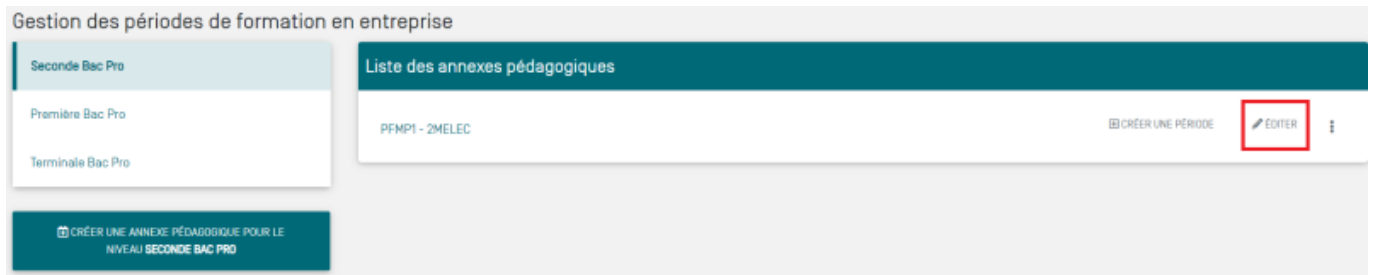 Gestion des périodes de formation en entreprise
Seconde Bac Pro
Première Bac Pro
Terminale Bac Pro
CRÉER UNE ANNEXE PÉDAGOGIQUE POUR LE
NIVEAU SECONDE BAC PRO
Liste des annexes pédagogiques
PFMP1 - 2MELEC
CRÉER UNE PÉRIODE
ÉDITER